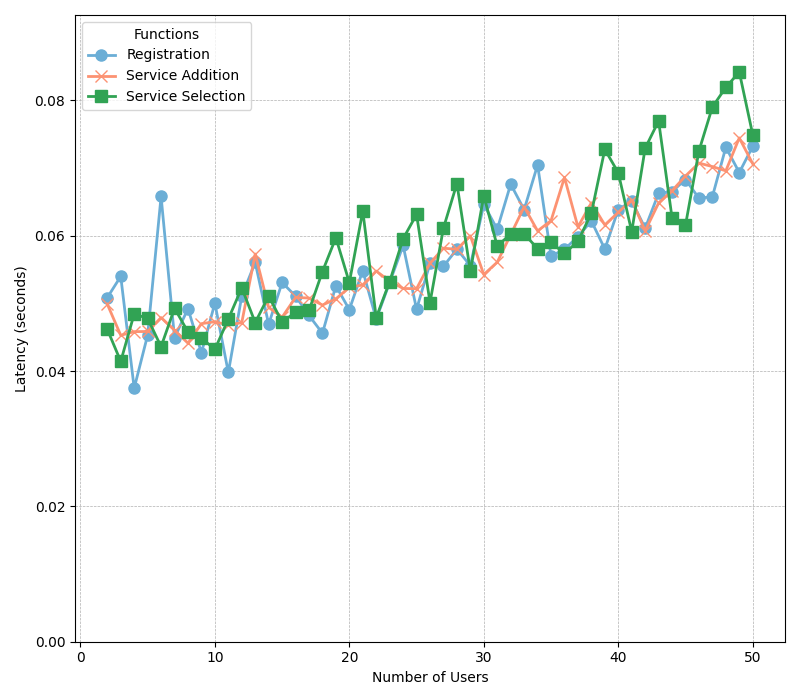 Functions
Registration
Service Addition
Service Selection
Latency (seconds)
0.08
0.06
0.04
0.02
0.00
0
10
20
30
40
50
Number of Users